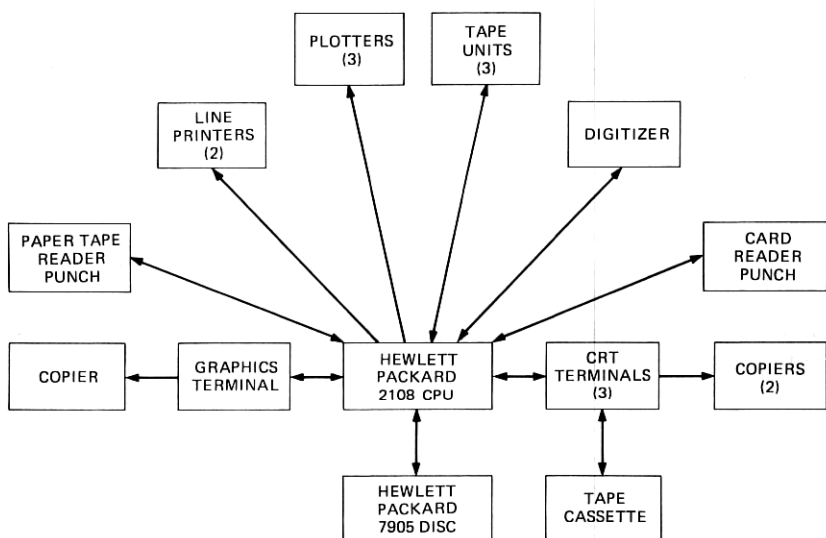 PLOTTERS
(3)
TAPE
UNITS
(3)
LINE
PRINTERS
(2)
DIGITIZER
PAPER TAPE
READER
PUNCH
CARD
READER
PUNCH
COPIER
GRAPHICS
TERMINAL
HEWLETT
PACKARD
2108 CPU
CRT
TERMINALS
(3)
COPIERS
(2)
HEWLETT
PACKARD
7905 DISC
TAPE
CASSETTE